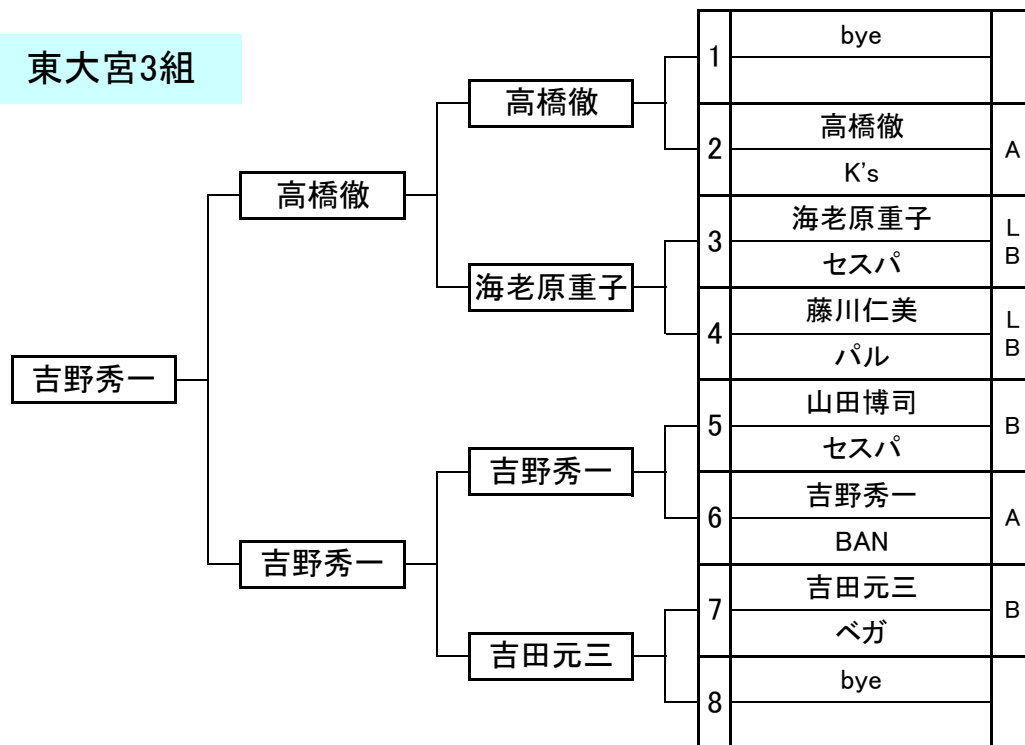 東大宮3組
吉野秀一
高橋徹
吉野秀一
高橋徹
海老原重子
吉野秀一
吉田元三
1
bye
2
高橋徹
K's
A
3
海老原重子
セスパ
L
B
4
藤川仁美
パル
L
B
5
山田博司
セスパ
B
6
吉野秀一
BAN
A
7
吉田元三
ベガ
B
8
bye